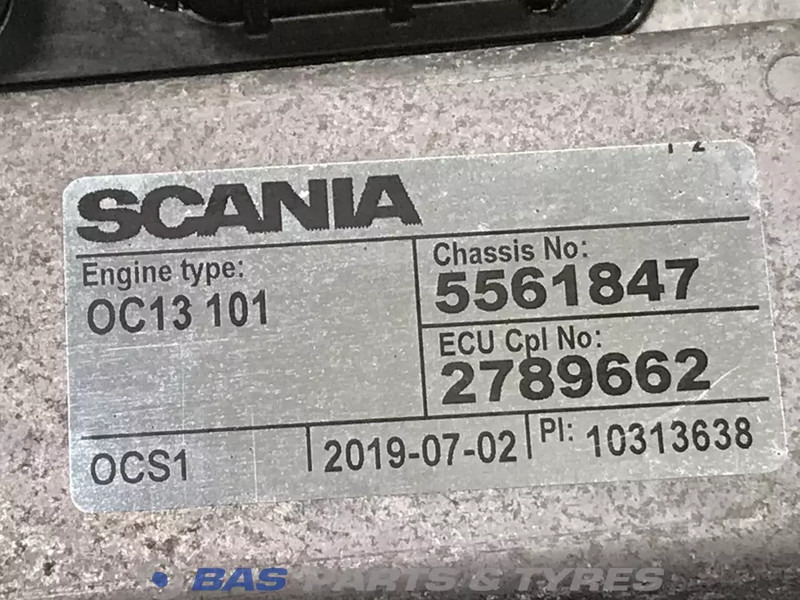 SCANIA
Engine type:
OC13 101
Chassis No:
5561847
ECU Cpl No:
2789662
OCS1
2019-07-02
PI: 10313638
BAS PARTS & TYRES